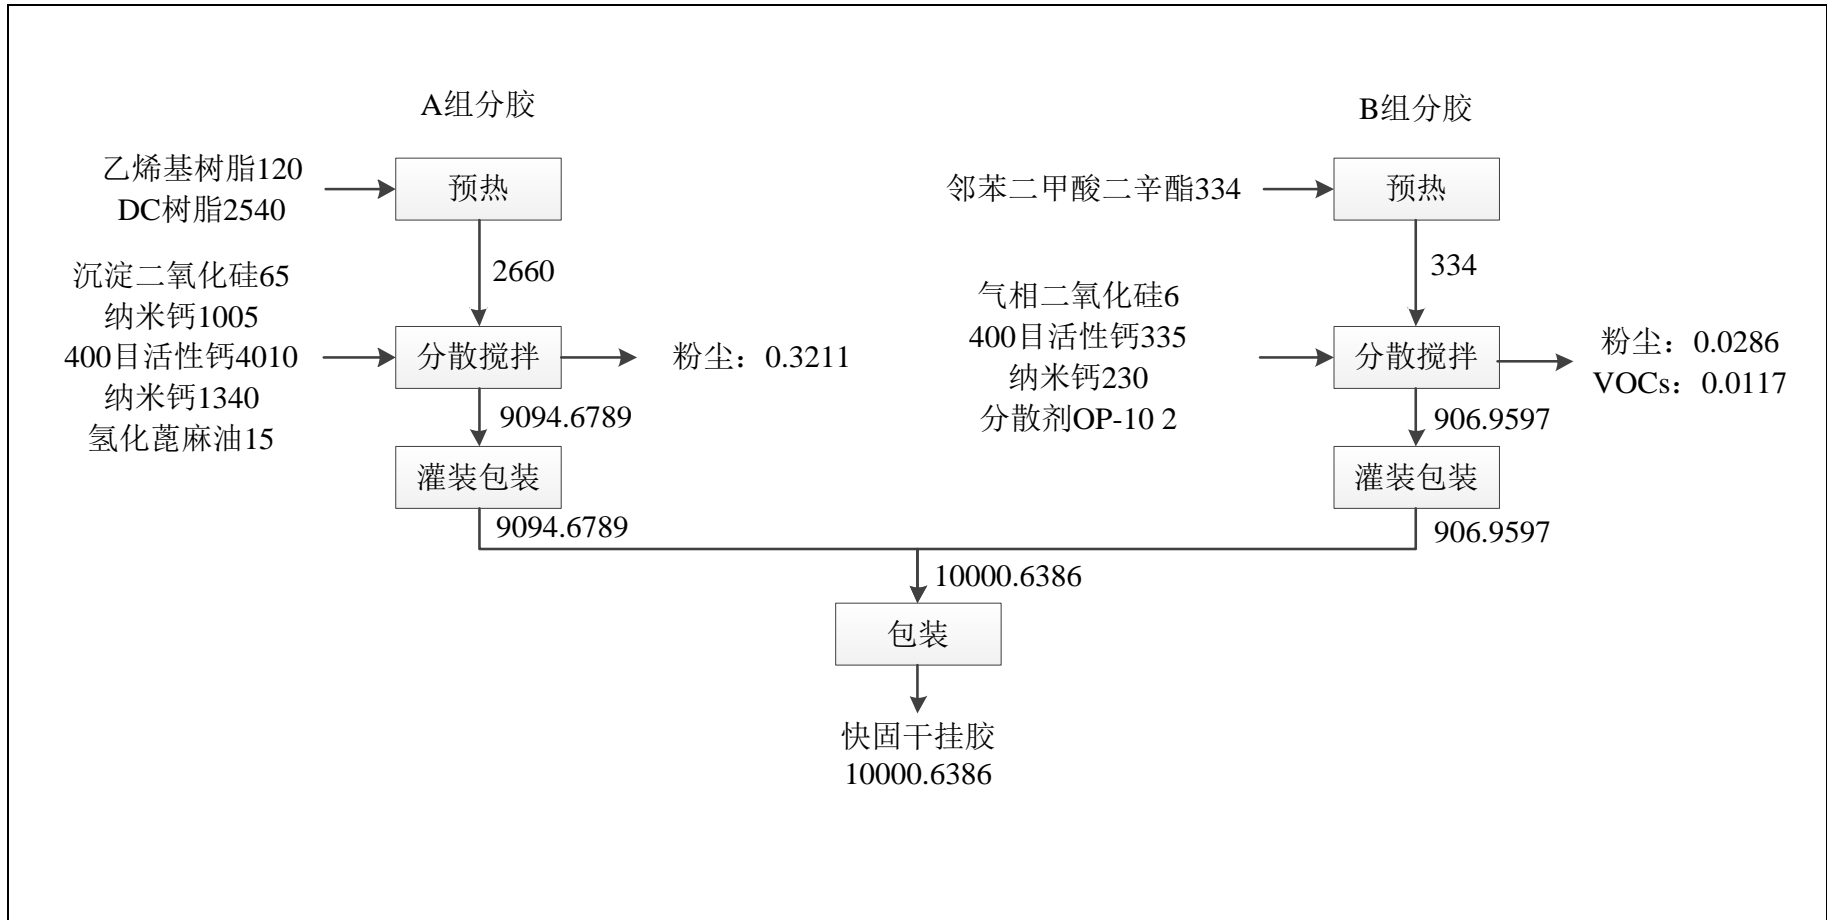 A组分胶
乙烯基树脂120
DC树脂2540
预热
2660
沉淀二氧化硅65
纳米钙1005
400目活性钙4010
纳米钙1340
氢化蓖麻油15
分散搅拌
粉尘：0.3211
9094.6789
灌装包装
9094.6789
B组分胶
邻苯二甲酸二辛酯334
预热
334
气相二氧化硅6
400目活性钙335
纳米钙230
分散剂OP-10 2
分散搅拌
粉尘：0.0286
VOCs：0.0117
906.9597
灌装包装
906.9597
10000.6386
包装
快固干挂胶
10000.6386